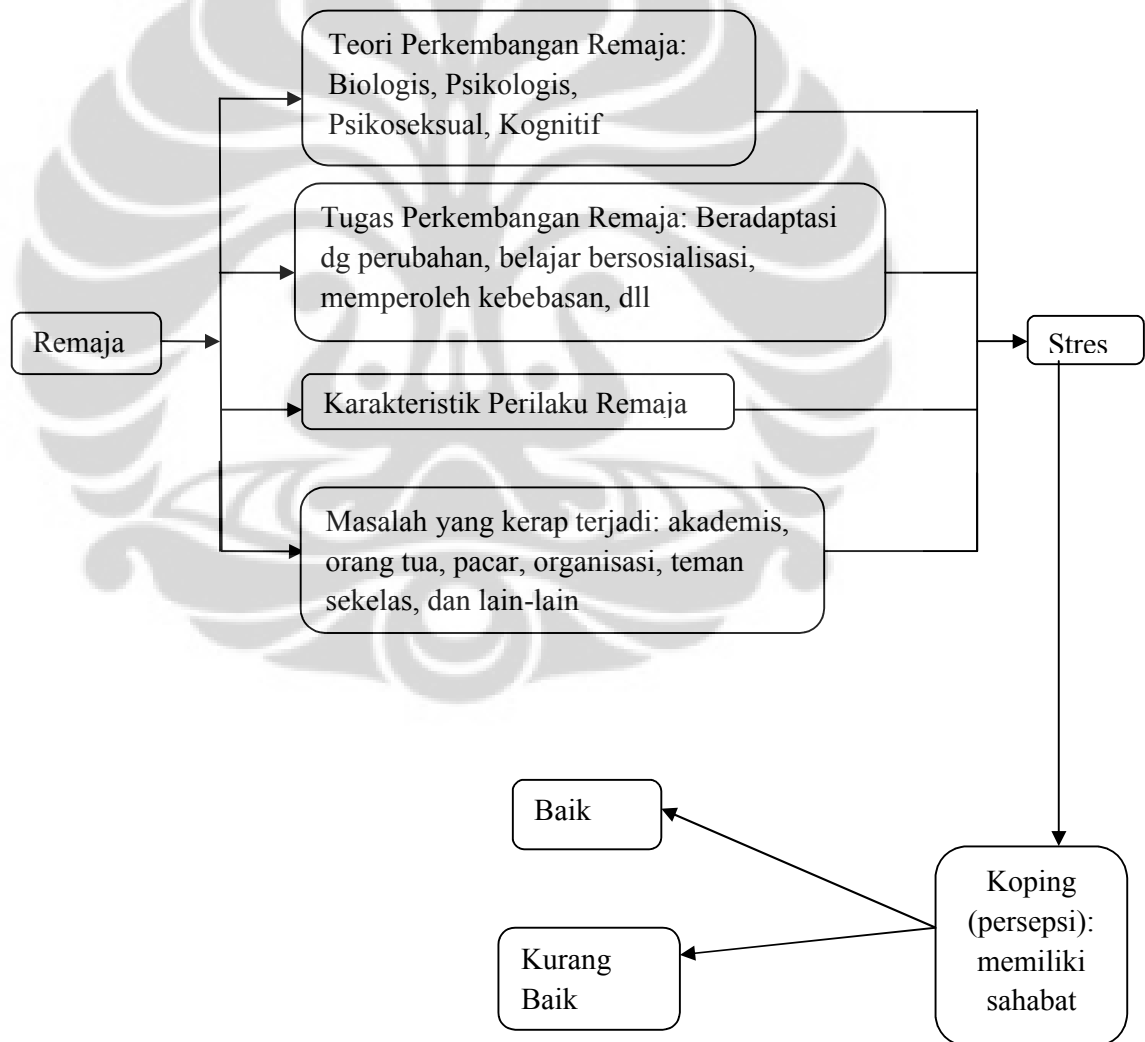 Teori Perkembangan Remaja:
Biologis, Psikologis,
Psikoseksual, Kognitif
Tugas Perkembangan Remaja: Beradaptasi
dg perubahan, belajar bersosialisasi,
memperoleh kebebasan, dll
Remaja
Stres
Karakteristik Perilaku Remaja
Masalah yang kerap terjadi: akademis,
orang tua, pacar, organisasi, teman
sekelas, dan lain-lain
Baik
Koping
(persepsi):
memiliki
sahabat
Kurang
Baik